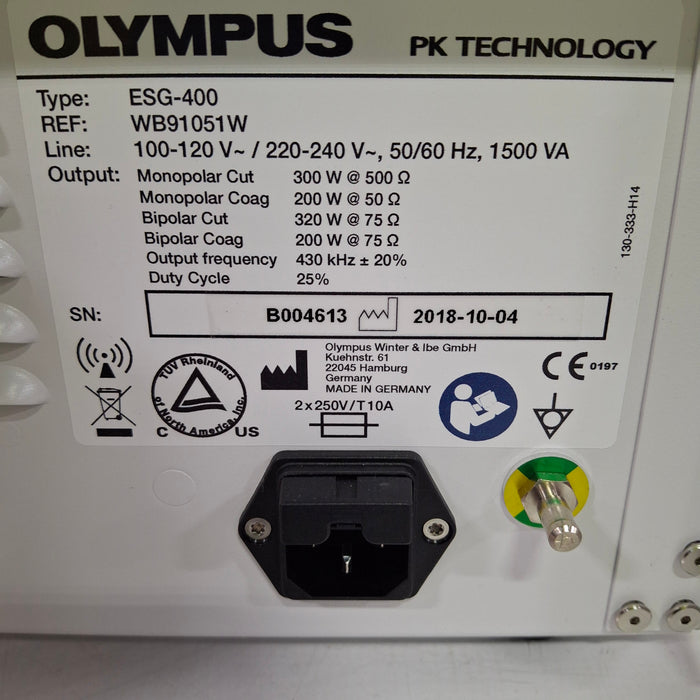 OLYMPUS PK TECHNOLOGY
Type: ESG-400
REF: WB91051W
Line: 100-120 V~ / 220-240 V~, 50/60 Hz, 1500 VA
Output: Monopolar Cut 300 W @ 500 Ω
Monopolar Coag 200 W @ 50 Ω
Bipolar Cut 320 W @ 75 Ω
Bipolar Coag 200 W @ 75 Ω
Output frequency 430 kHz ± 20%
Duty Cycle 25%
130-333-H14
SN: B004613 2018-10-04
TÜV Rheinland
of North America, Inc.
C US
Olympus Winter & Ibe GmbH
Kuehnstr. 61
22045 Hamburg
Germany
MADE IN GERMANY
2 x 250V / T 10A
CE 0197